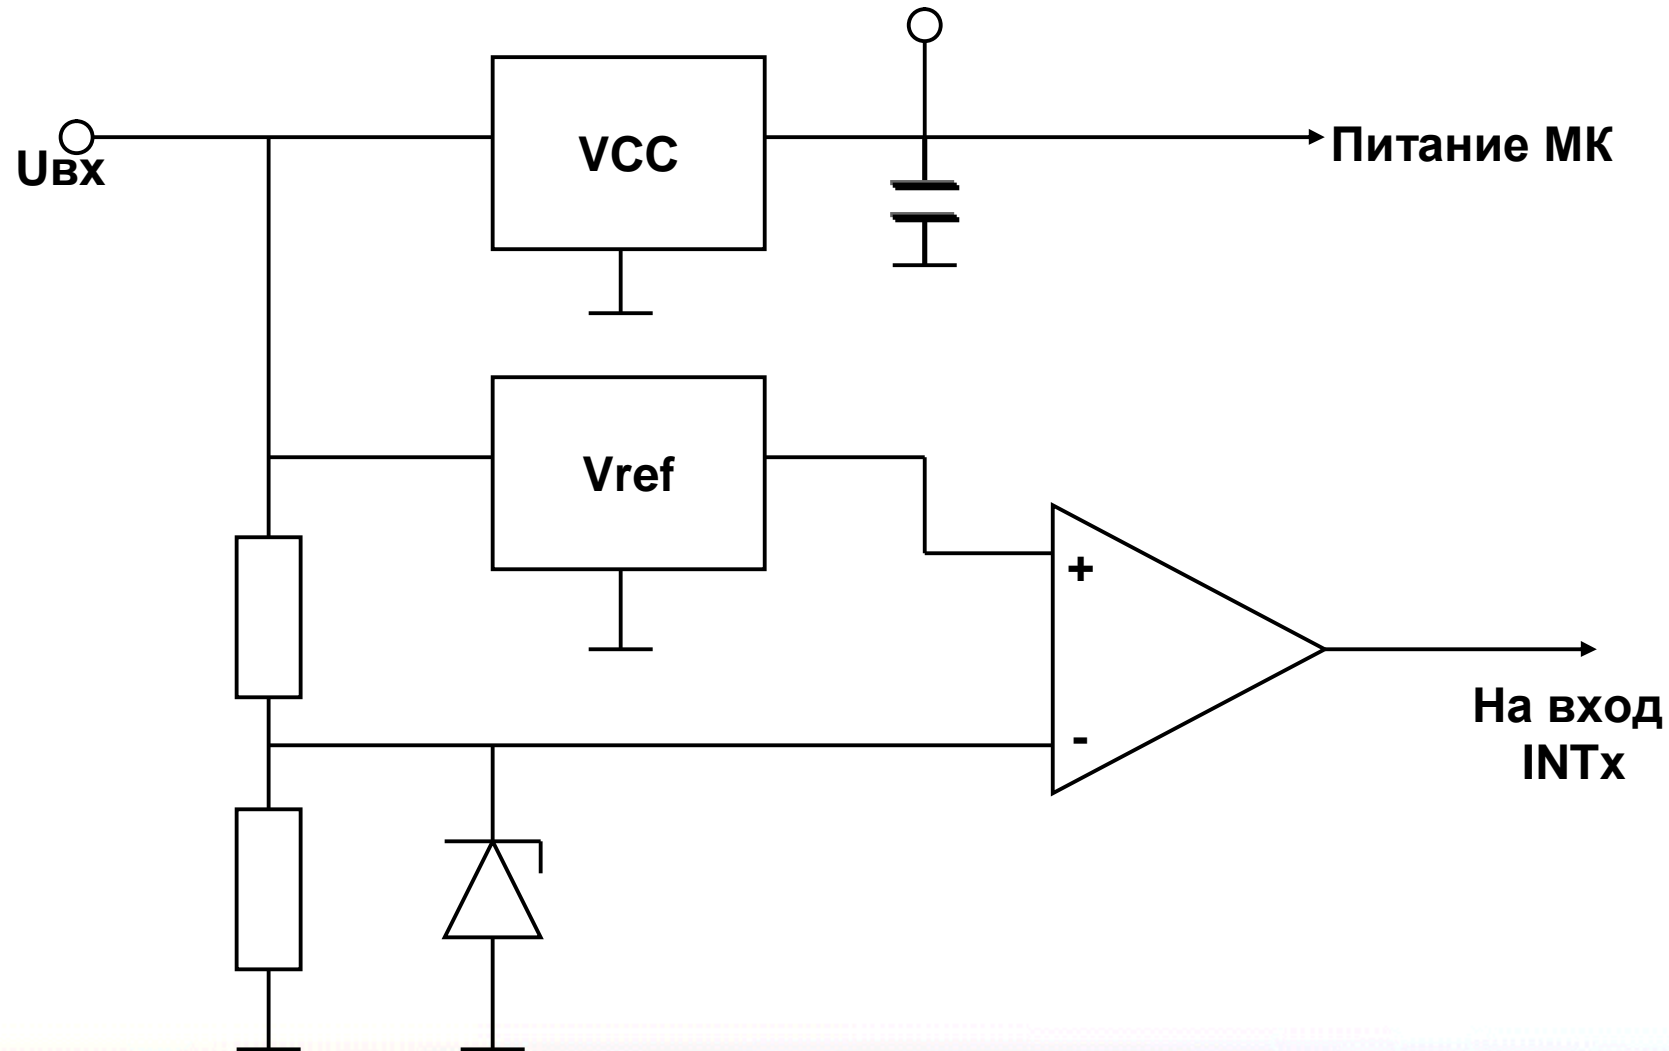 Uвх
VCC
Питание МК
Vref
+
-
На вход
INTx